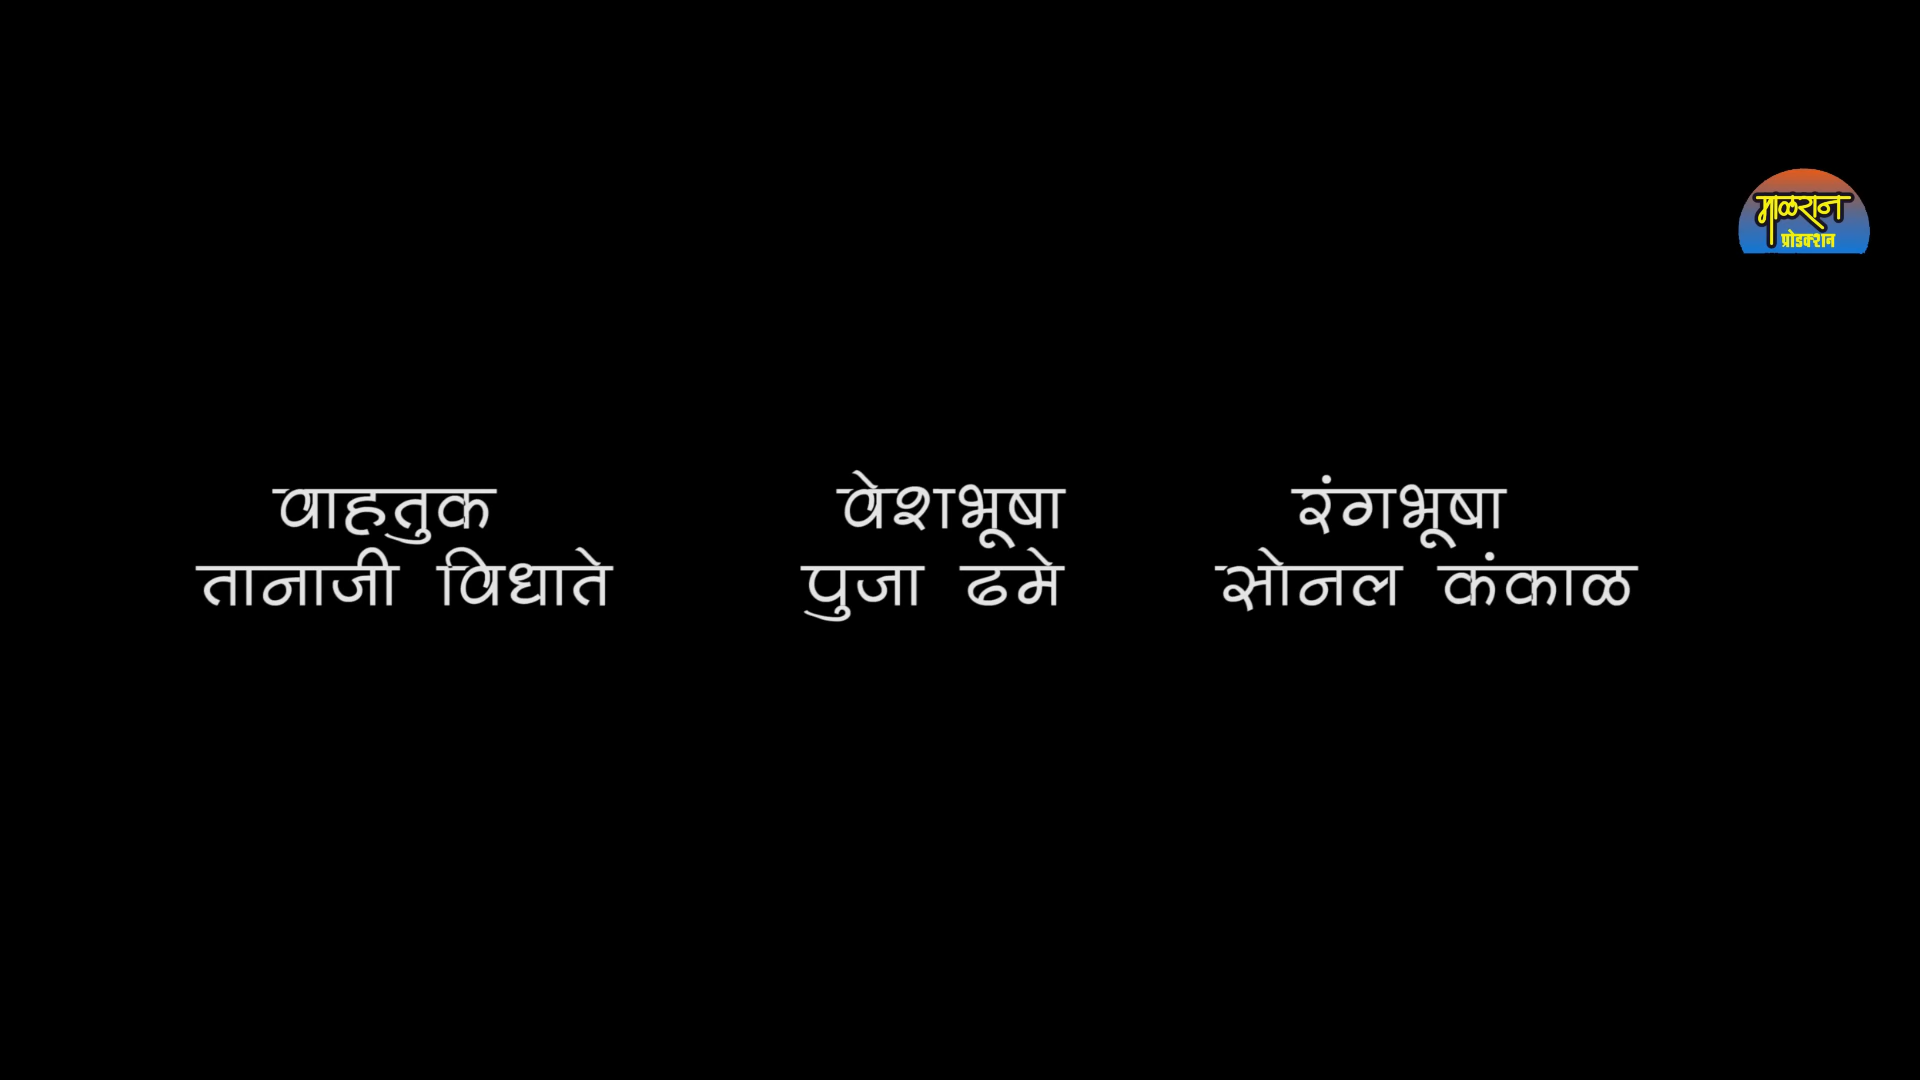 माळरान
प्रोडक्शन
वाहतुक
तानाजी विधाते
वेशभूषा
पुजा ढमे
रंगभूषा
सोनल कंकाळ